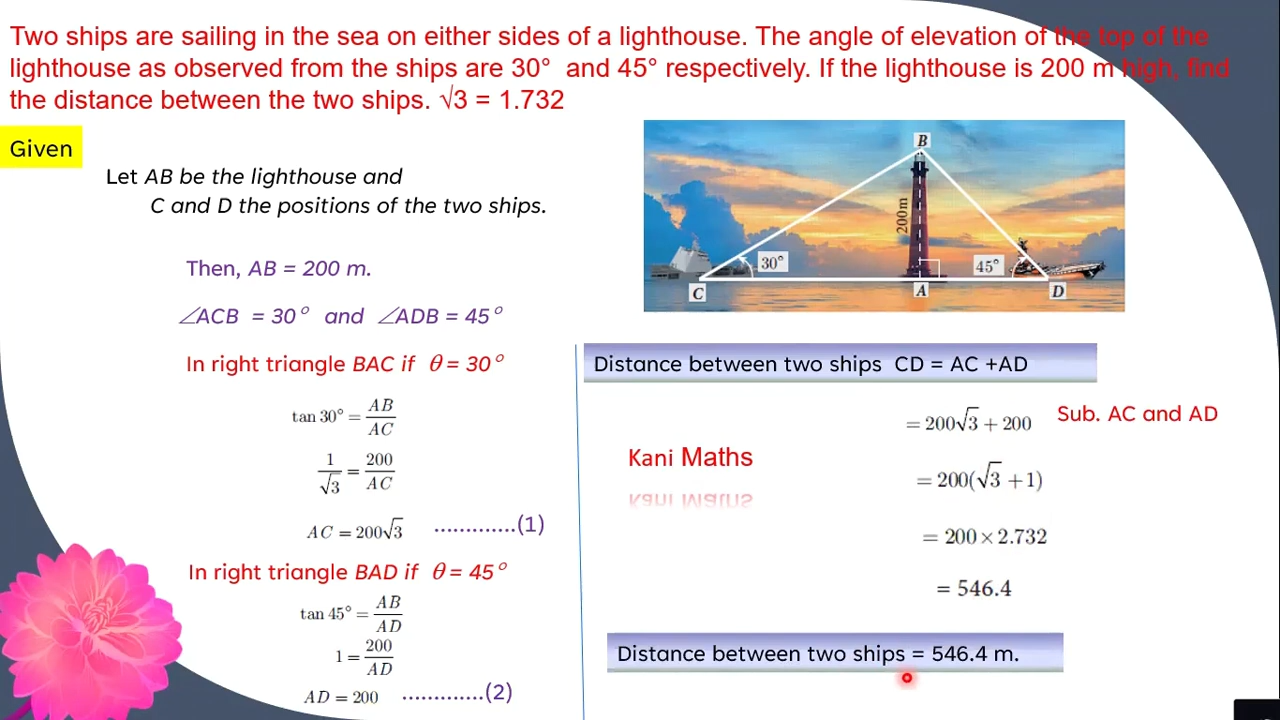 Two ships are sailing in the sea on either sides of a lighthouse. The angle of elevation of the top of the
lighthouse as observed from the ships are 30° and 45° respectively. If the lighthouse is 200 m high, find
the distance between the two ships. √3 = 1.732
Given
Let AB be the lighthouse and
C and D the positions of the two ships.
Then, AB = 200 m.
∠ACB = 30° and ∠ADB = 45°
In right triangle BAC if θ = 30°
tan 30° = AB/AC
1/√3 = 200/AC
AC = 200√3 .............(1)
In right triangle BAD if θ = 45°
tan 45° = AB/AD
1 = 200/AD
AD = 200 .............(2)
B
200m
30°
45°
C
A
D
Distance between two ships CD = AC +AD
= 200√3 + 200 Sub. AC and AD
Kani Maths
= 200(√3 + 1)
= 200 × 2.732
= 546.4
Distance between two ships = 546.4 m.